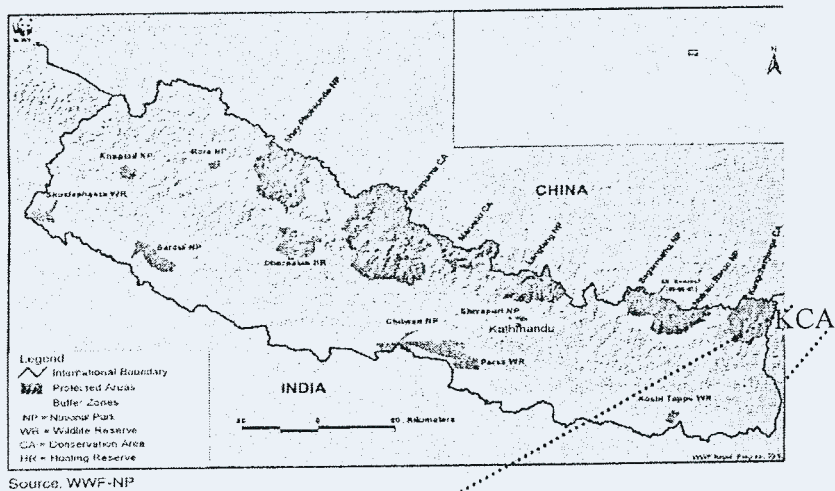 WWF
N
Shey Phoksundo NP
Khaptad NP
Rara NP
Annapurna CA
CHINA
Shuklaphanta WR
Manaslu CA
Langtang NP
Bardia NP
Dhorpatan HR
Sagarmatha NP
Makalu Barun NP
Kangchenjunga CA
Shivapuri NP
Kathmandu
KCA
Chitwan NP
Parsa WR
Legend
International Boundary
Protected Areas
Buffer Zones
NP = National Park
WR = Wildlife Reserve
CA = Conservation Area
HR = Hunting Reserve
INDIA
Koshi Tappu WR
Kilometers
Source: WWF-NP